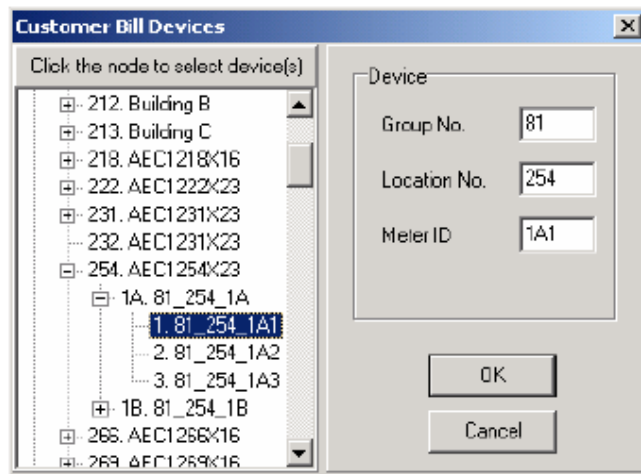 Customer Bill Devices
Click the node to select device(s)
212. Building B
213. Building C
218. AEC1218X16
222. AEC1222X23
231. AEC1231X23
232. AEC1231X23
254. AEC1254X23
1A. 81_254_1A
1. 81_254_1A1
2. 81_254_1A2
3. 81_254_1A3
1B. 81_254_1B
266. AEC1266X16
269. AEC1269X16
Device
Group No. 81
Location No. 254
Meter ID 1A1
OK
Cancel